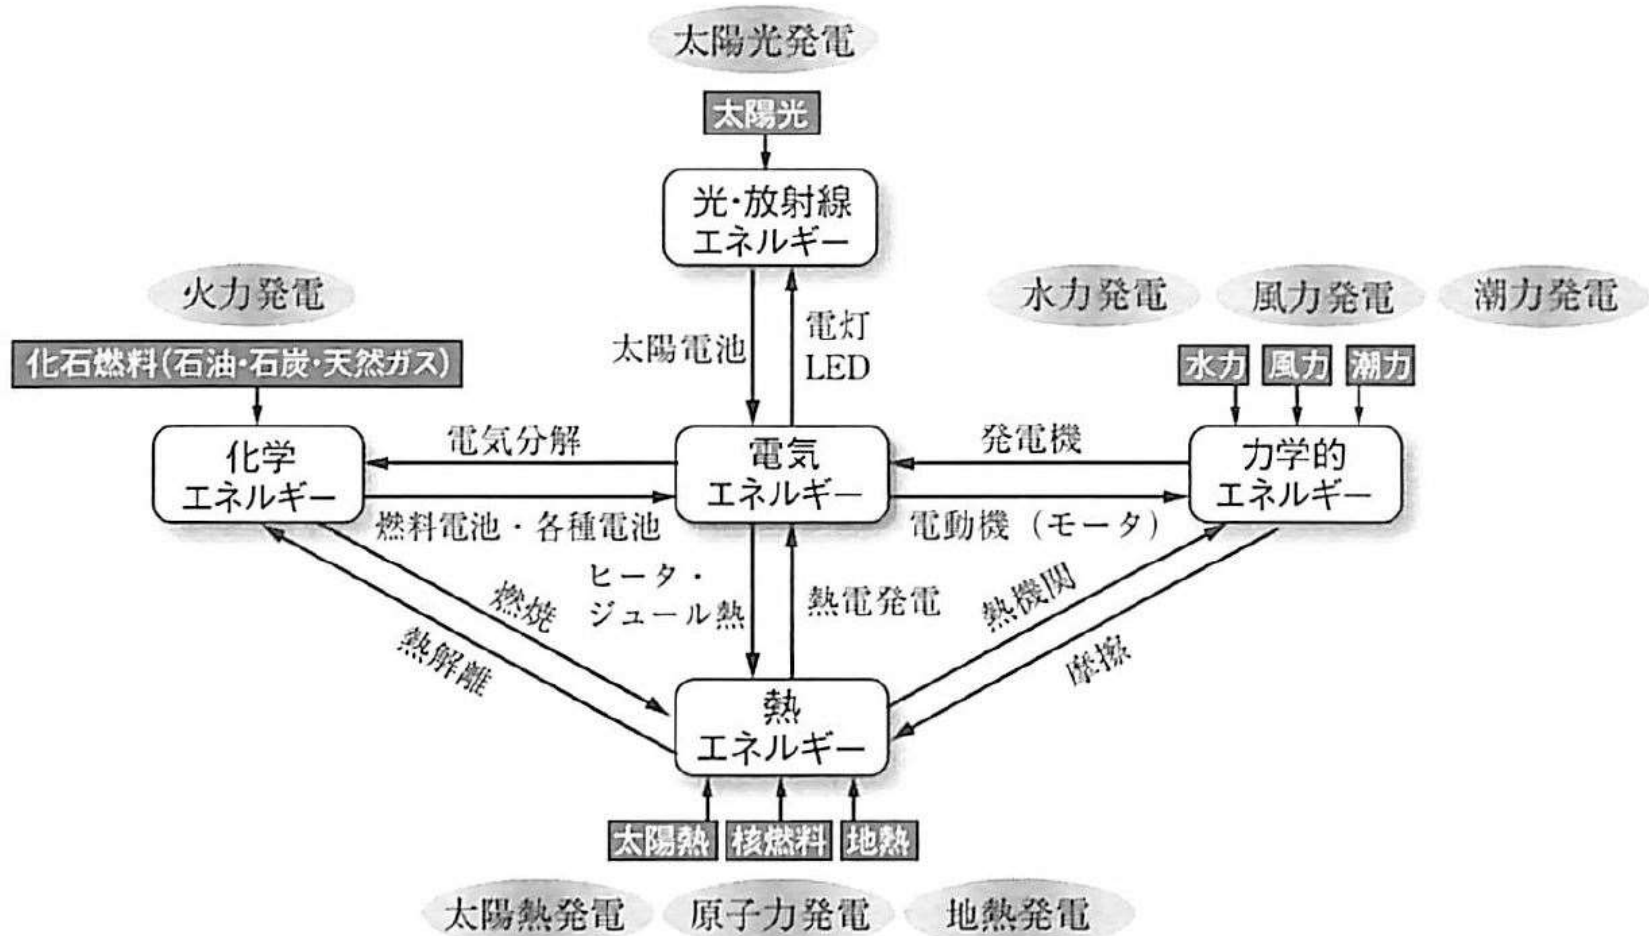 太陽光発電
太陽光
光・放射線
エネルギー
火力発電
水力発電
風力発電
潮力発電
化石燃料(石油・石炭・天然ガス)
太陽電池
電灯
LED
水力
風力
潮力
化学
エネルギー
電気分解
電気
エネルギー
発電機
力学的
エネルギー
燃料電池・各種電池
電動機（モータ）
ヒータ・
ジュール熱
熱電発電
燃焼
熱解離
熱機関
摩擦
熱
エネルギー
太陽熱
核燃料
地熱
太陽熱発電
原子力発電
地熱発電